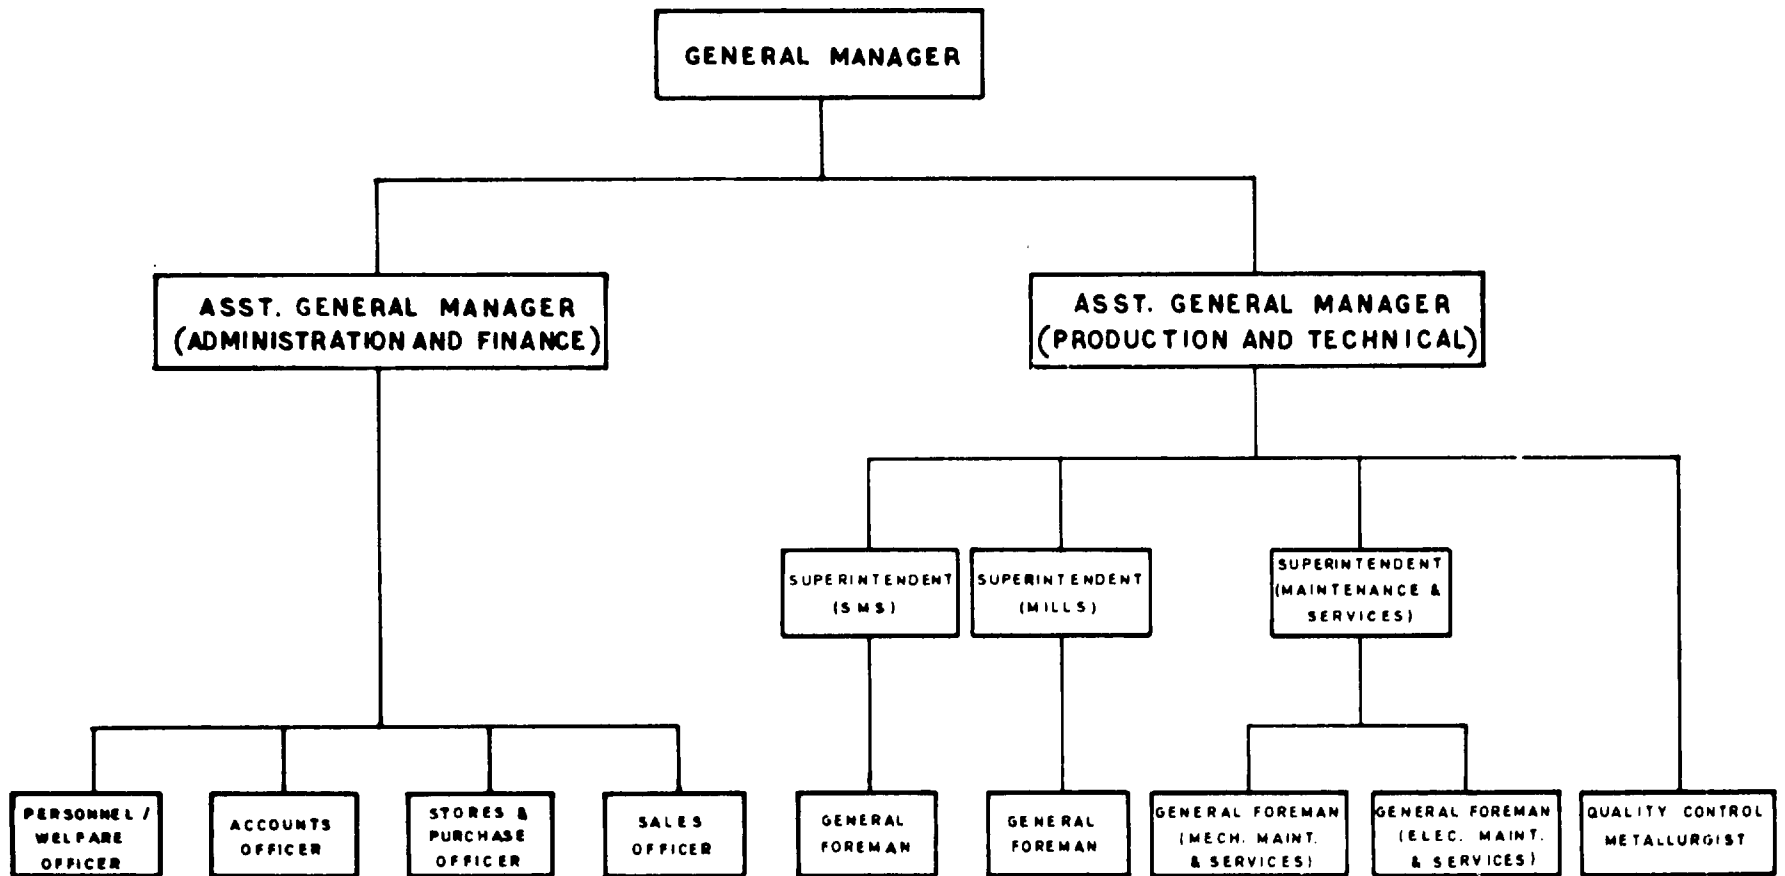 GENERAL MANAGER
ASST. GENERAL MANAGER
(ADMINISTRATION AND FINANCE)
ASST. GENERAL MANAGER
(PRODUCTION AND TECHNICAL)
SUPERINTENDENT
(SMS)
SUPERINTENDENT
(MILLS)
SUPERINTENDENT
(MAINTENANCE &
SERVICES)
PERSONNEL /
WELFARE
OFFICER
ACCOUNTS
OFFICER
STORES &
PURCHASE
OFFICER
SALES
OFFICER
GENERAL
FOREMAN
GENERAL
FOREMAN
GENERAL FOREMAN
(MECH. MAINT.
& SERVICES)
GENERAL FOREMAN
(ELEC. MAINT.
& SERVICES)
QUALITY CONTROL
METALLURGIST